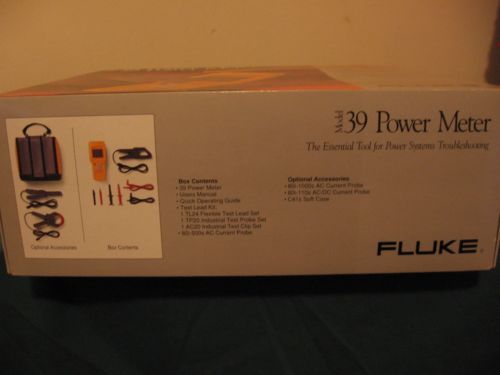 Model 39 Power Meter
The Essential Tool for Power Systems Troubleshooting
Box Contents
• 39 Power Meter
• Users Manual
• Quick Operating Guide
• Test Lead Kit:
1 TL24 Flexible Test Lead Set
1 TP20 Industrial Test Probe Set
1 AC20 Industrial Test Clip Set
• 80i-500s AC Current Probe
Optional Accessories
• 80i-1000s AC Current Probe
• 80i-110s AC-DC Current Probe
• C41s Soft Case
Optional Accessories
Box Contents
FLUKE®